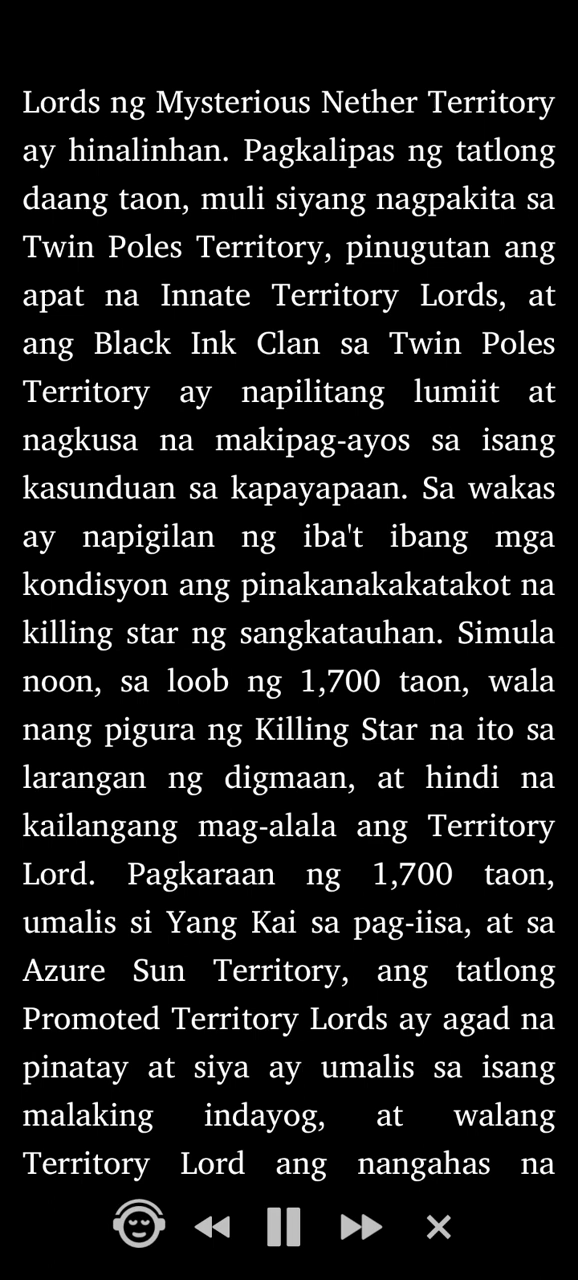 Lords ng Mysterious Nether Territory
ay hinalinhan. Pagkalipas ng tatlong
daang taon, muli siyang nagpakita sa
Twin Poles Territory, pinugutan ang
apat na Innate Territory Lords, at
ang Black Ink Clan sa Twin Poles
Territory ay napilitang lumiit at
nagkusa na makipag-ayos sa isang
kasunduan sa kapayapaan. Sa wakas
ay napigilan ng iba't ibang mga
kondisyon ang pinakanakakatakot na
killing star ng sangkatauhan. Simula
noon, sa loob ng 1,700 taon, wala
nang pigura ng Killing Star na ito sa
larangan ng digmaan, at hindi na
kailangang mag-alala ang Territory
Lord. Pagkaraan ng 1,700 taon,
umalis si Yang Kai sa pag-iisa, at sa
Azure Sun Territory, ang tatlong
Promoted Territory Lords ay agad na
pinatay at siya ay umalis sa isang
malaking indayog, at walang
Territory Lord ang nangahas na